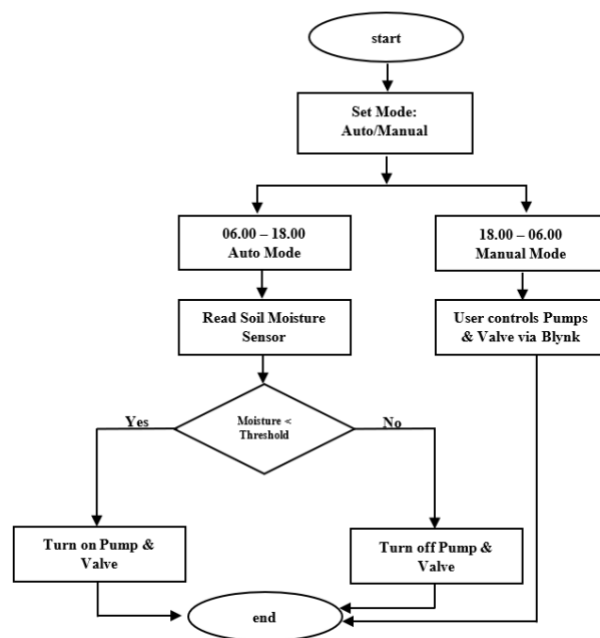 start
Set Mode:
Auto/Manual
06.00 – 18.00
Auto Mode
18.00 – 06.00
Manual Mode
Read Soil Moisture
Sensor
User controls Pumps
& Valve via Blynk
Yes
Moisture <
Threshold
No
Turn on Pump &
Valve
Turn off Pump &
Valve
end